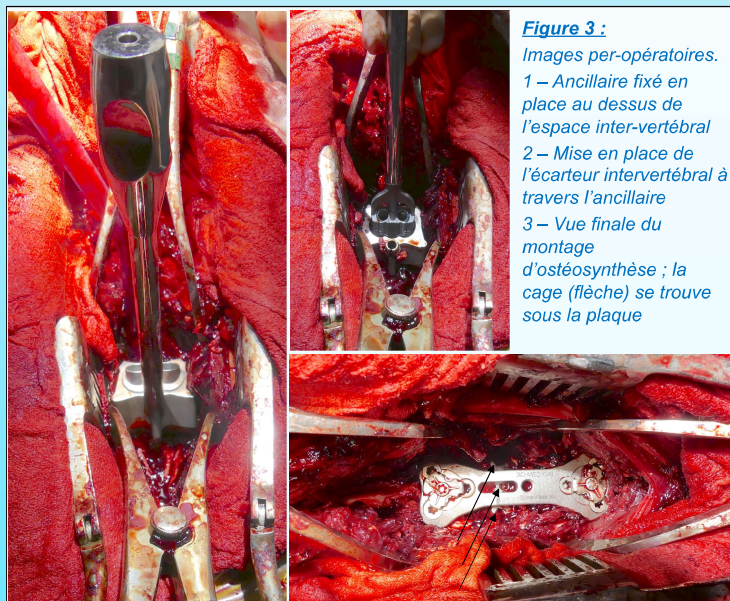 Figure 3 :
Images per-opératoires.
1 – Ancillaire fixé en
place au dessus de
l'espace inter-vertébral
2 – Mise en place de
l'écarteur intervertébral à
travers l'ancillaire
3 – Vue finale du
montage
d'ostéosynthèse ; la
cage (flèche) se trouve
sous la plaque